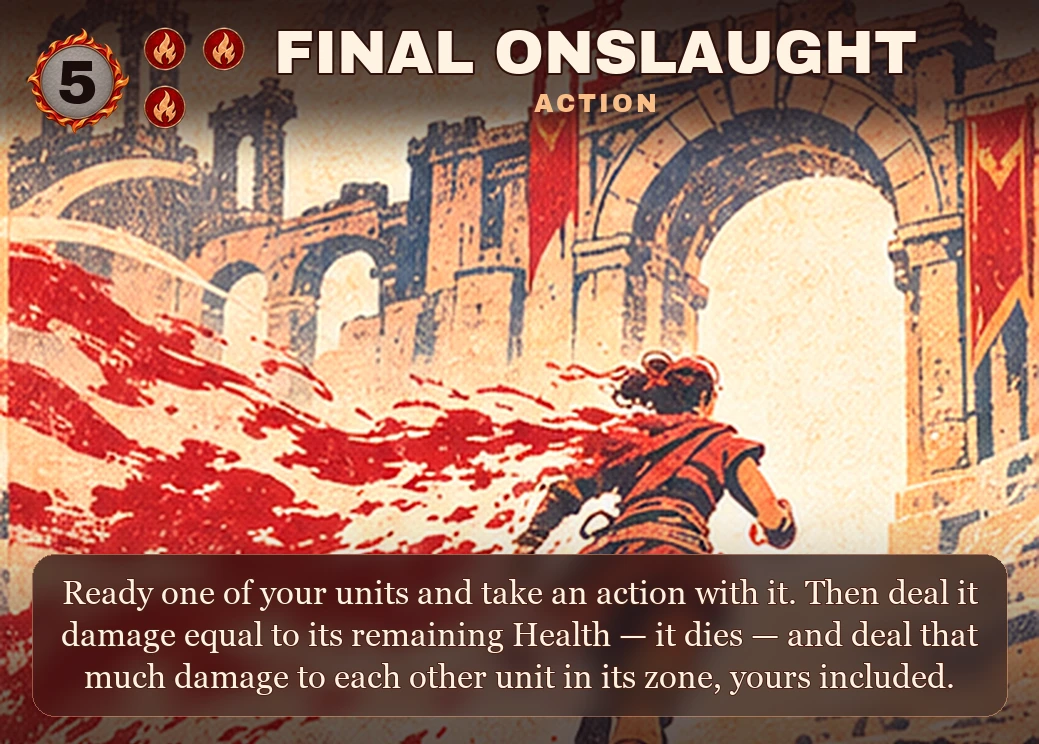 5
FINAL ONSLAUGHT
ACTION
Ready one of your units and take an action with it. Then deal it
damage equal to its remaining Health — it dies — and deal that
much damage to each other unit in its zone, yours included.